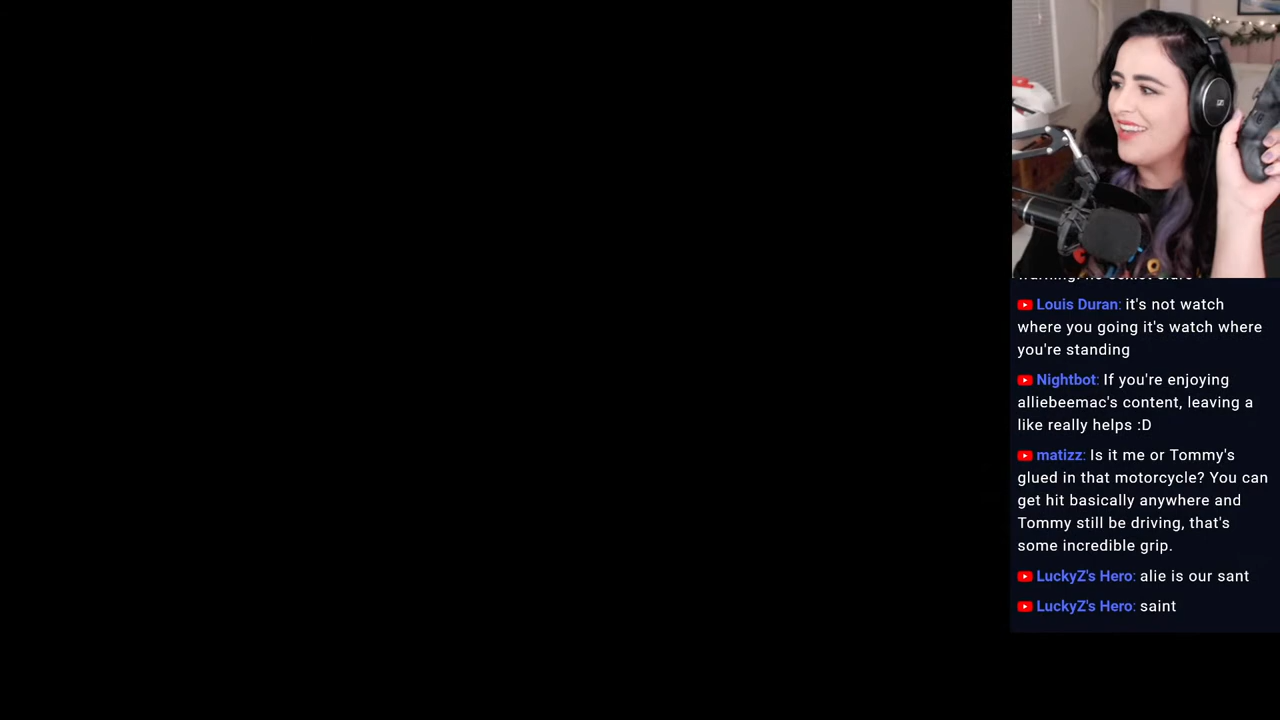 Louis Duran: it's not watch
where you going it's watch where
you're standing
Nightbot: If you're enjoying
alliebeemac's content, leaving a
like really helps :D
matizz: Is it me or Tommy's
glued in that motorcycle? You can
get hit basically anywhere and
Tommy still be driving, that's
some incredible grip.
LuckyZ's Hero: alie is our sant
LuckyZ's Hero: saint